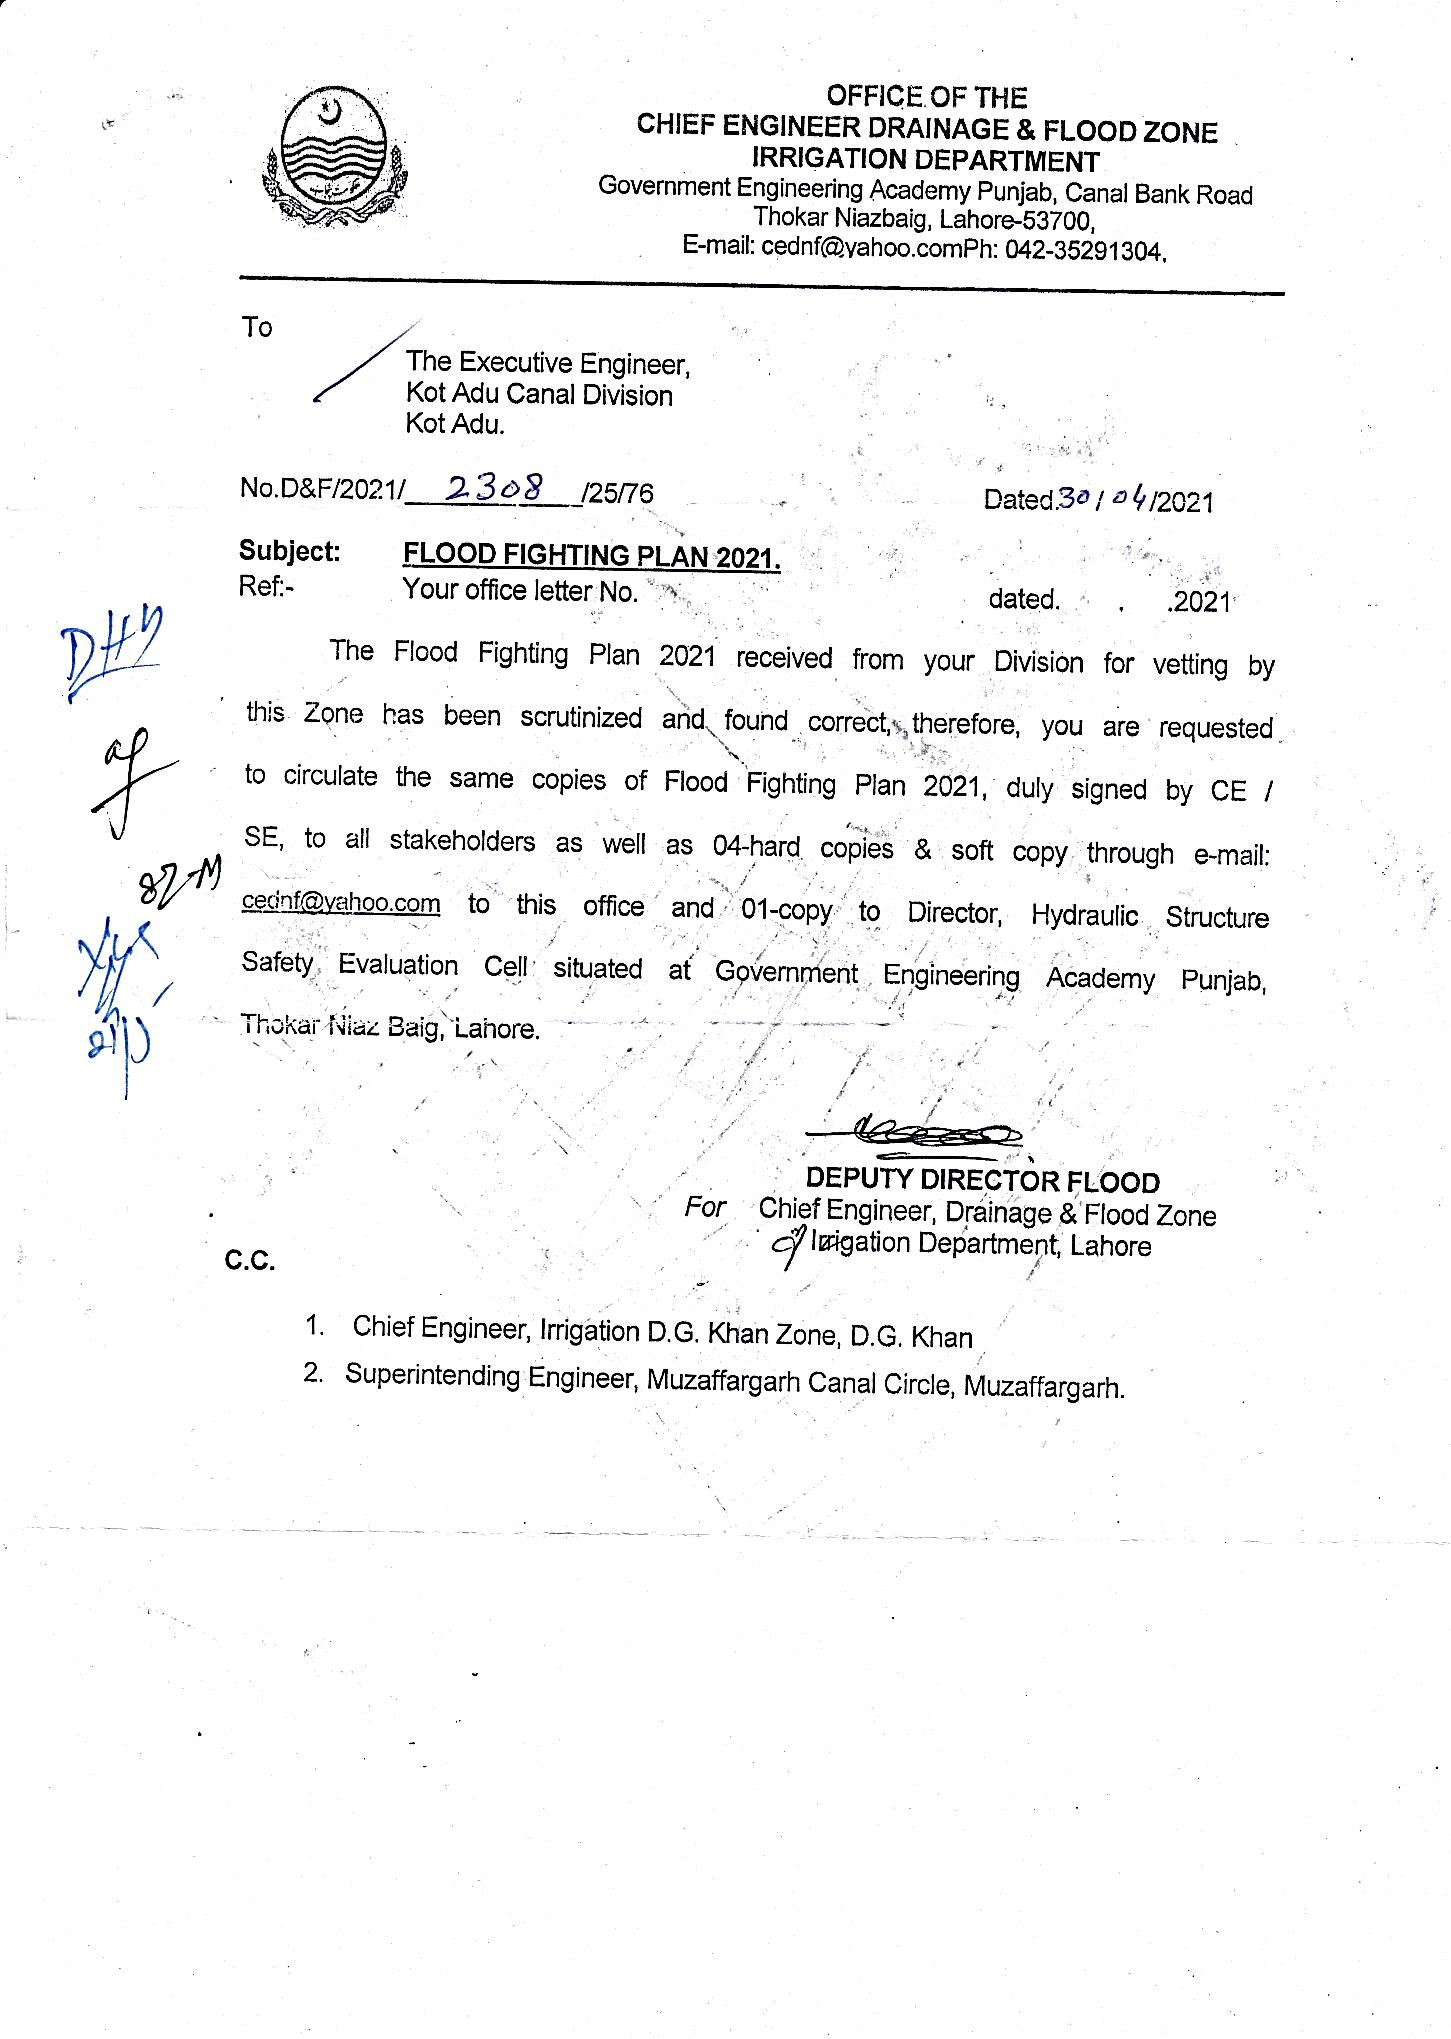 OFFICE OF THE
CHIEF ENGINEER DRAINAGE & FLOOD ZONE
IRRIGATION DEPARTMENT
Government Engineering Academy Punjab, Canal Bank Road
Thokar Niazbaig, Lahore-53700,
E-mail: cednf@yahoo.comPh: 042-35291304.
To
The Executive Engineer,
Kot Adu Canal Division
Kot Adu.
No.D&F/2021/ 2308 /25/76 Dated.30/04/2021
Subject: FLOOD FIGHTING PLAN 2021.
Ref:- Your office letter No. dated. . .2021
The Flood Fighting Plan 2021 received from your Division for vetting by
this Zone has been scrutinized and found correct, therefore, you are requested
to circulate the same copies of Flood Fighting Plan 2021, duly signed by CE /
SE, to all stakeholders as well as 04-hard copies & soft copy through e-mail:
cednf@yahoo.com to this office and 01-copy to Director, Hydraulic Structure
Safety Evaluation Cell situated at Government Engineering Academy Punjab,
Thokar Niaz Baig, Lahore.
DEPUTY DIRECTOR FLOOD
For Chief Engineer, Drainage & Flood Zone
Irrigation Department, Lahore
C.C.
1. Chief Engineer, Irrigation D.G. Khan Zone, D.G. Khan
2. Superintending Engineer, Muzaffargarh Canal Circle, Muzaffargarh.